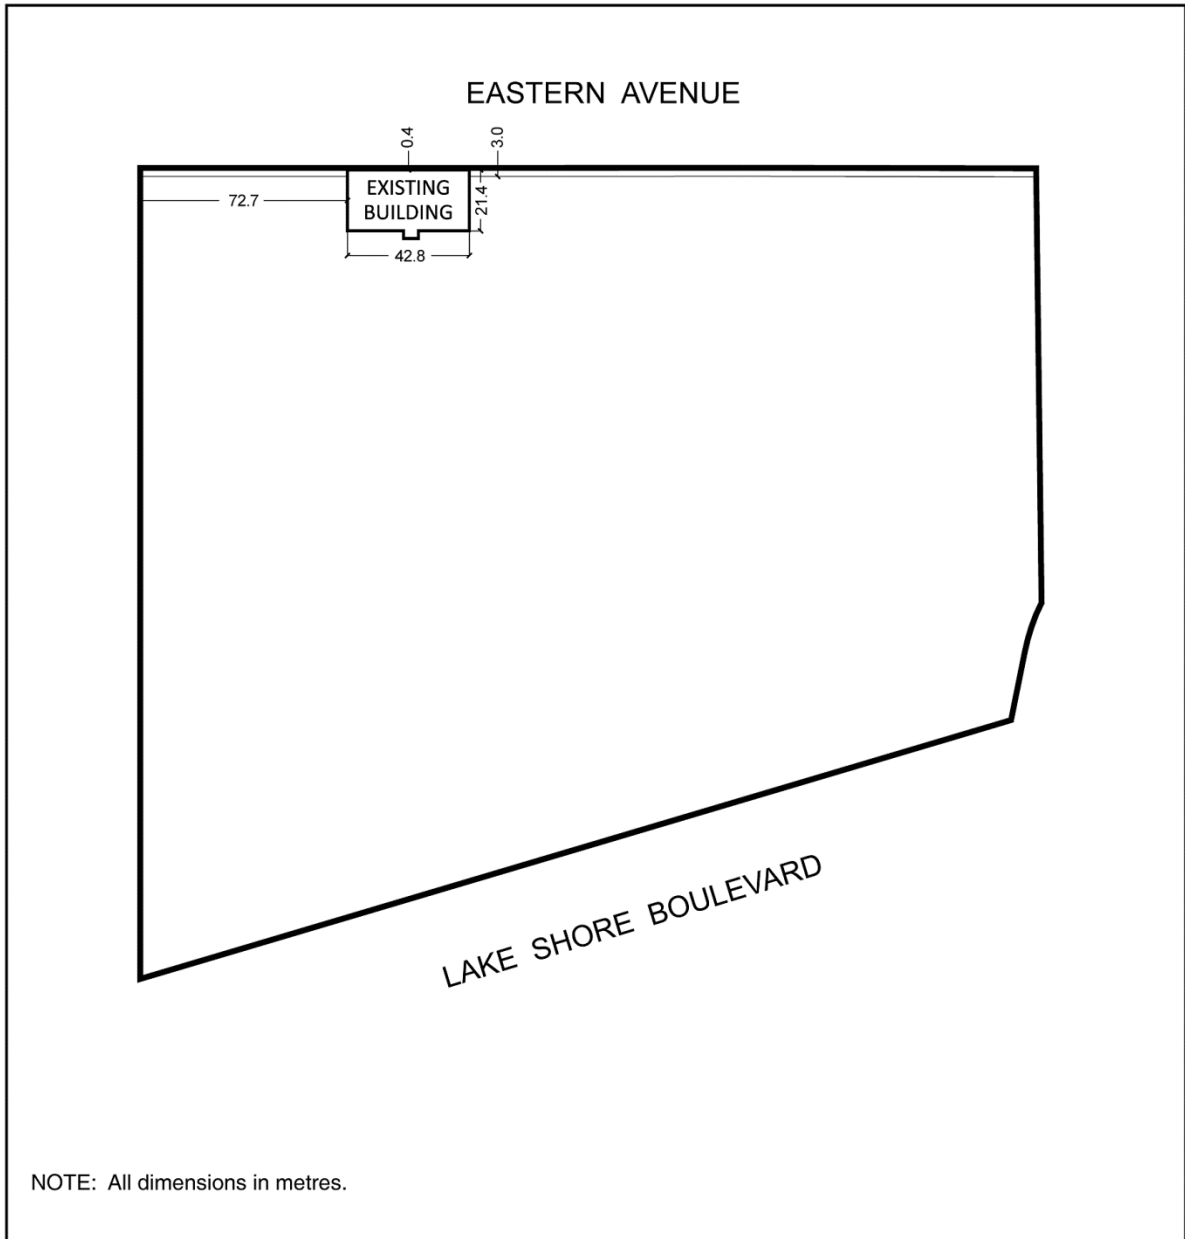 EASTERN AVENUE
0.4
3.0
EXISTING
BUILDING
72.7
21.4
42.8
LAKE SHORE BOULEVARD
NOTE: All dimensions in metres.